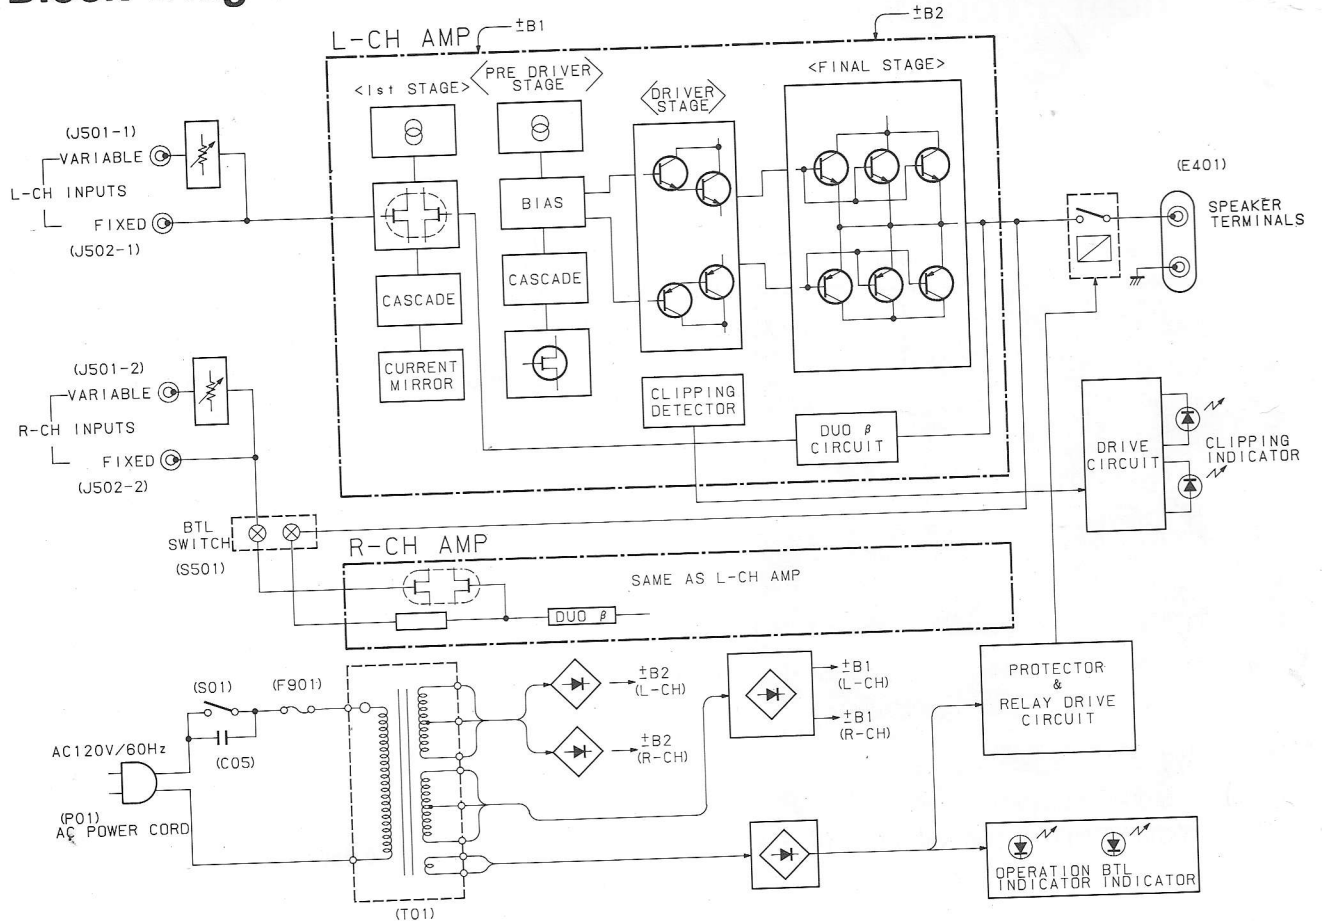 L-CH AMP
±B1
±B2
<1st STAGE>
<PRE DRIVER
STAGE>
<DRIVER
STAGE>
<FINAL STAGE>
(J501-1)
VARIABLE
L-CH INPUTS
FIXED
(J502-1)
BIAS
CASCADE
CASCADE
CURRENT
MIRROR
CLIPPING
DETECTOR
DUO β
CIRCUIT
(E401)
SPEAKER
TERMINALS
(J501-2)
VARIABLE
R-CH INPUTS
FIXED
(J502-2)
DRIVE
CIRCUIT
CLIPPING
INDICATOR
BTL
SWITCH
(S501)
R-CH AMP
SAME AS L-CH AMP
DUO β
(S01)
(F901)
AC120V/60Hz
(C05)
(P01)
AC POWER CORD
(T01)
±B2
(L-CH)
±B2
(R-CH)
±B1
(L-CH)
±B1
(R-CH)
PROTECTOR
&
RELAY DRIVE
CIRCUIT
OPERATION
INDICATOR
BTL
INDICATOR